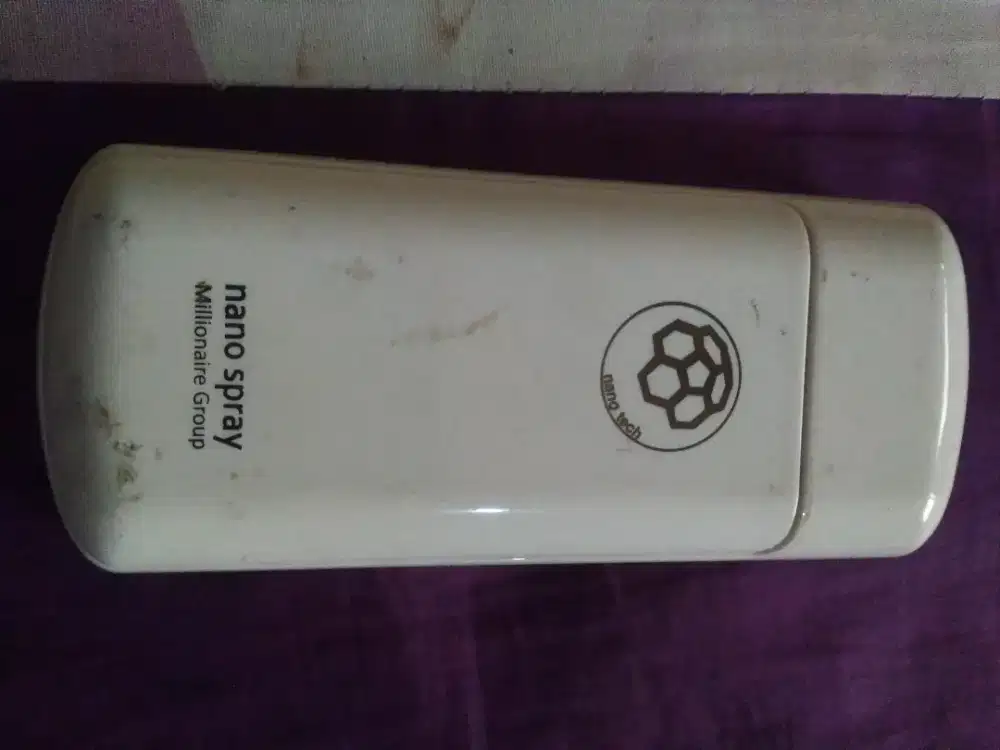 nano spray
Millionaire Group
nano tech